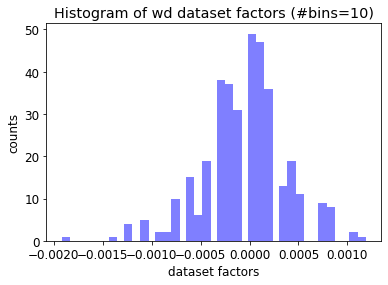 Histogram of wd dataset factors (#bins=10)
50
40
30
20
10
0
counts
−0.0020 −0.0015 −0.0010 −0.0005 0.0000 0.0005 0.0010
dataset factors